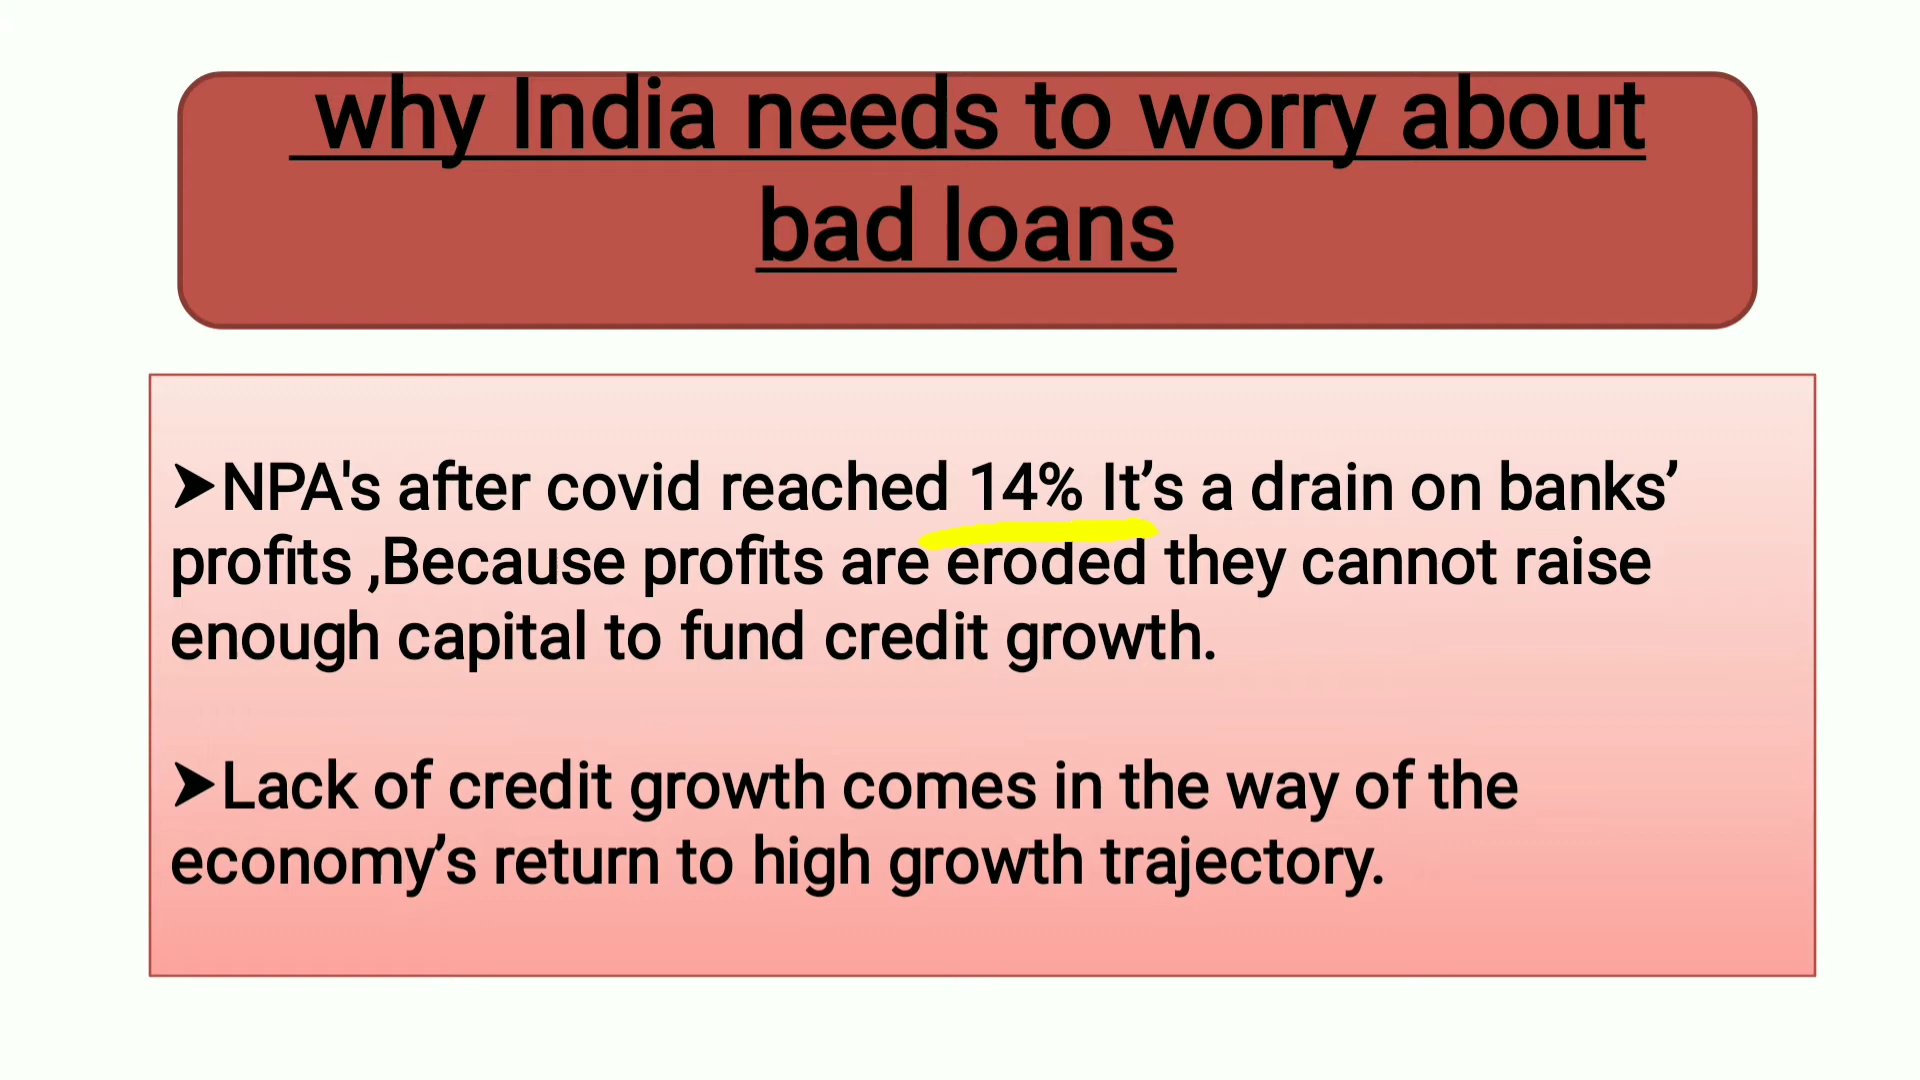 why India needs to worry about
bad loans
➤NPA's after covid reached 14% It’s a drain on banks’
profits ,Because profits are eroded they cannot raise
enough capital to fund credit growth.
➤Lack of credit growth comes in the way of the
economy’s return to high growth trajectory.